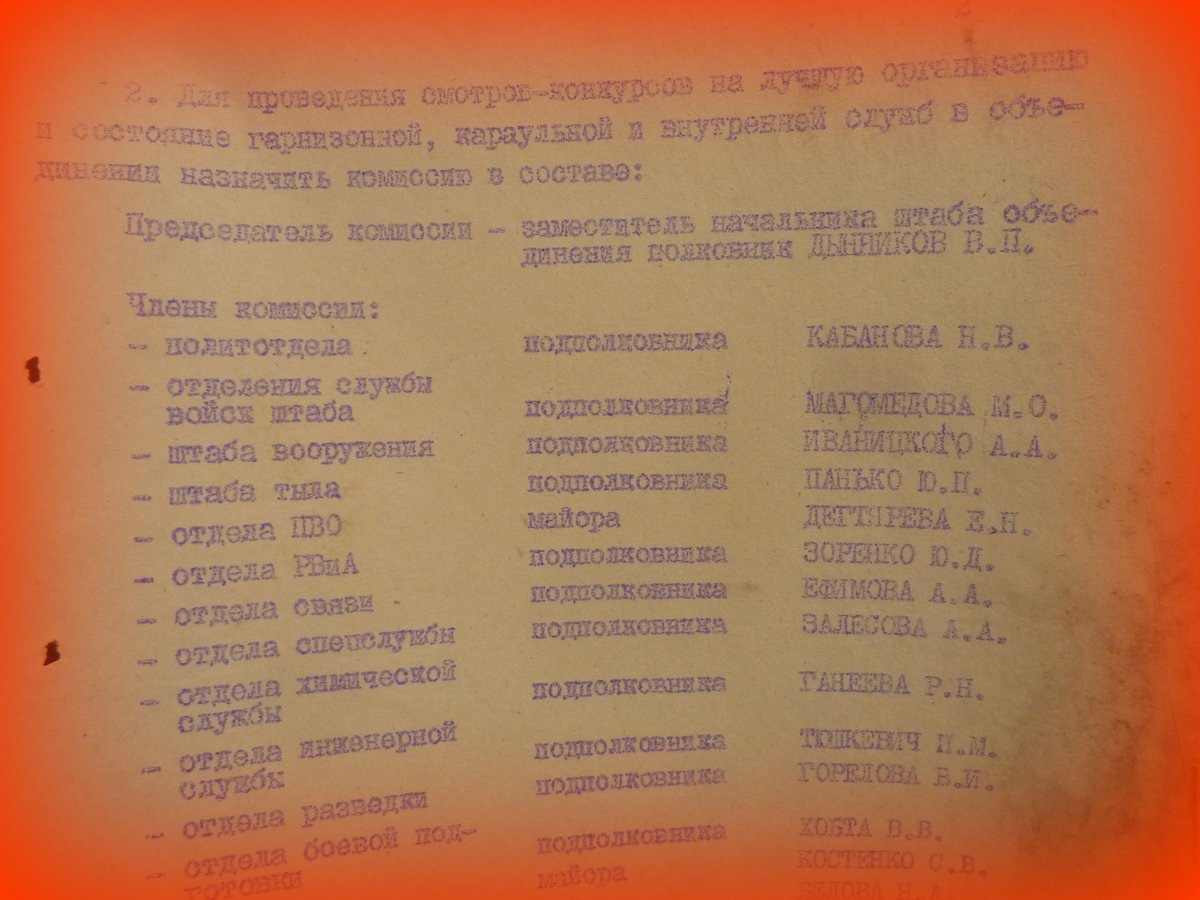 2
2. Для проведения смотров-конкурсов на лучшую организацию
и состояние гарнизонной, караульной и внутренней служб в объе-
динении назначить комиссию в составе:
Председатель комиссии - заместитель начальника штаба объе-
динения полковник ДЫННИКОВ В.П.
Члены комиссии:
- политотдела подполковника КАБАНОВА Н.В.
- отделения службы
войск штаба подполковника МАГОМЕДОВА М.О.
- штаба вооружения подполковника ИВАНИЦКОГО А.А.
- штаба тыла подполковника ПАНЬКО Ю.П.
- отдела ПВО майора ДЕГТЯРЕВА Е.Н.
- отдела РВиА подполковника ЗОРЕНКО Ю.Д.
- отдела связи подполковника ЕФИМОВА А.А.
- отдела спецслужбы подполковника ЗАЛЕСОВА А.А.
- отдела химической
службы подполковника ГАНЕЕВА Р.Н.
- отдела инженерной
службы подполковника ТЮШКЕВИЧ П.М.
- отдела разведки подполковника ГОРЕЛОВА В.И.
- отдела боевой под-
готовки подполковника ХОБТА В.В.
майора КОСТЕНКО С.В.
БЕЛОВА